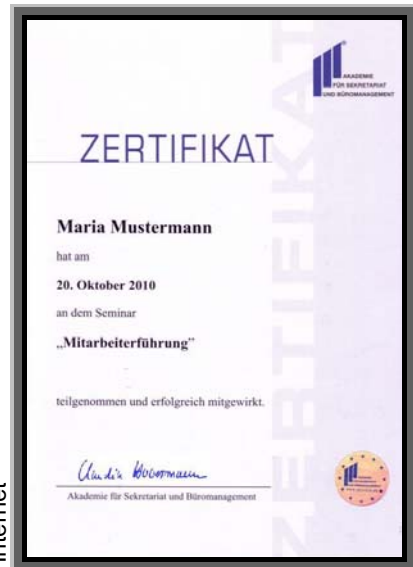 AKADEMIE
FÜR SEKRETARIAT
UND BÜROMANAGEMENT
ZERTIFIKAT
ZERTIFIKAT
Maria Mustermann
hat am
20. Oktober 2010
an dem Seminar
„Mitarbeiterführung”
teilgenommen und erfolgreich mitgewirkt.
Akademie für Sekretariat und Büromanagement
Internet